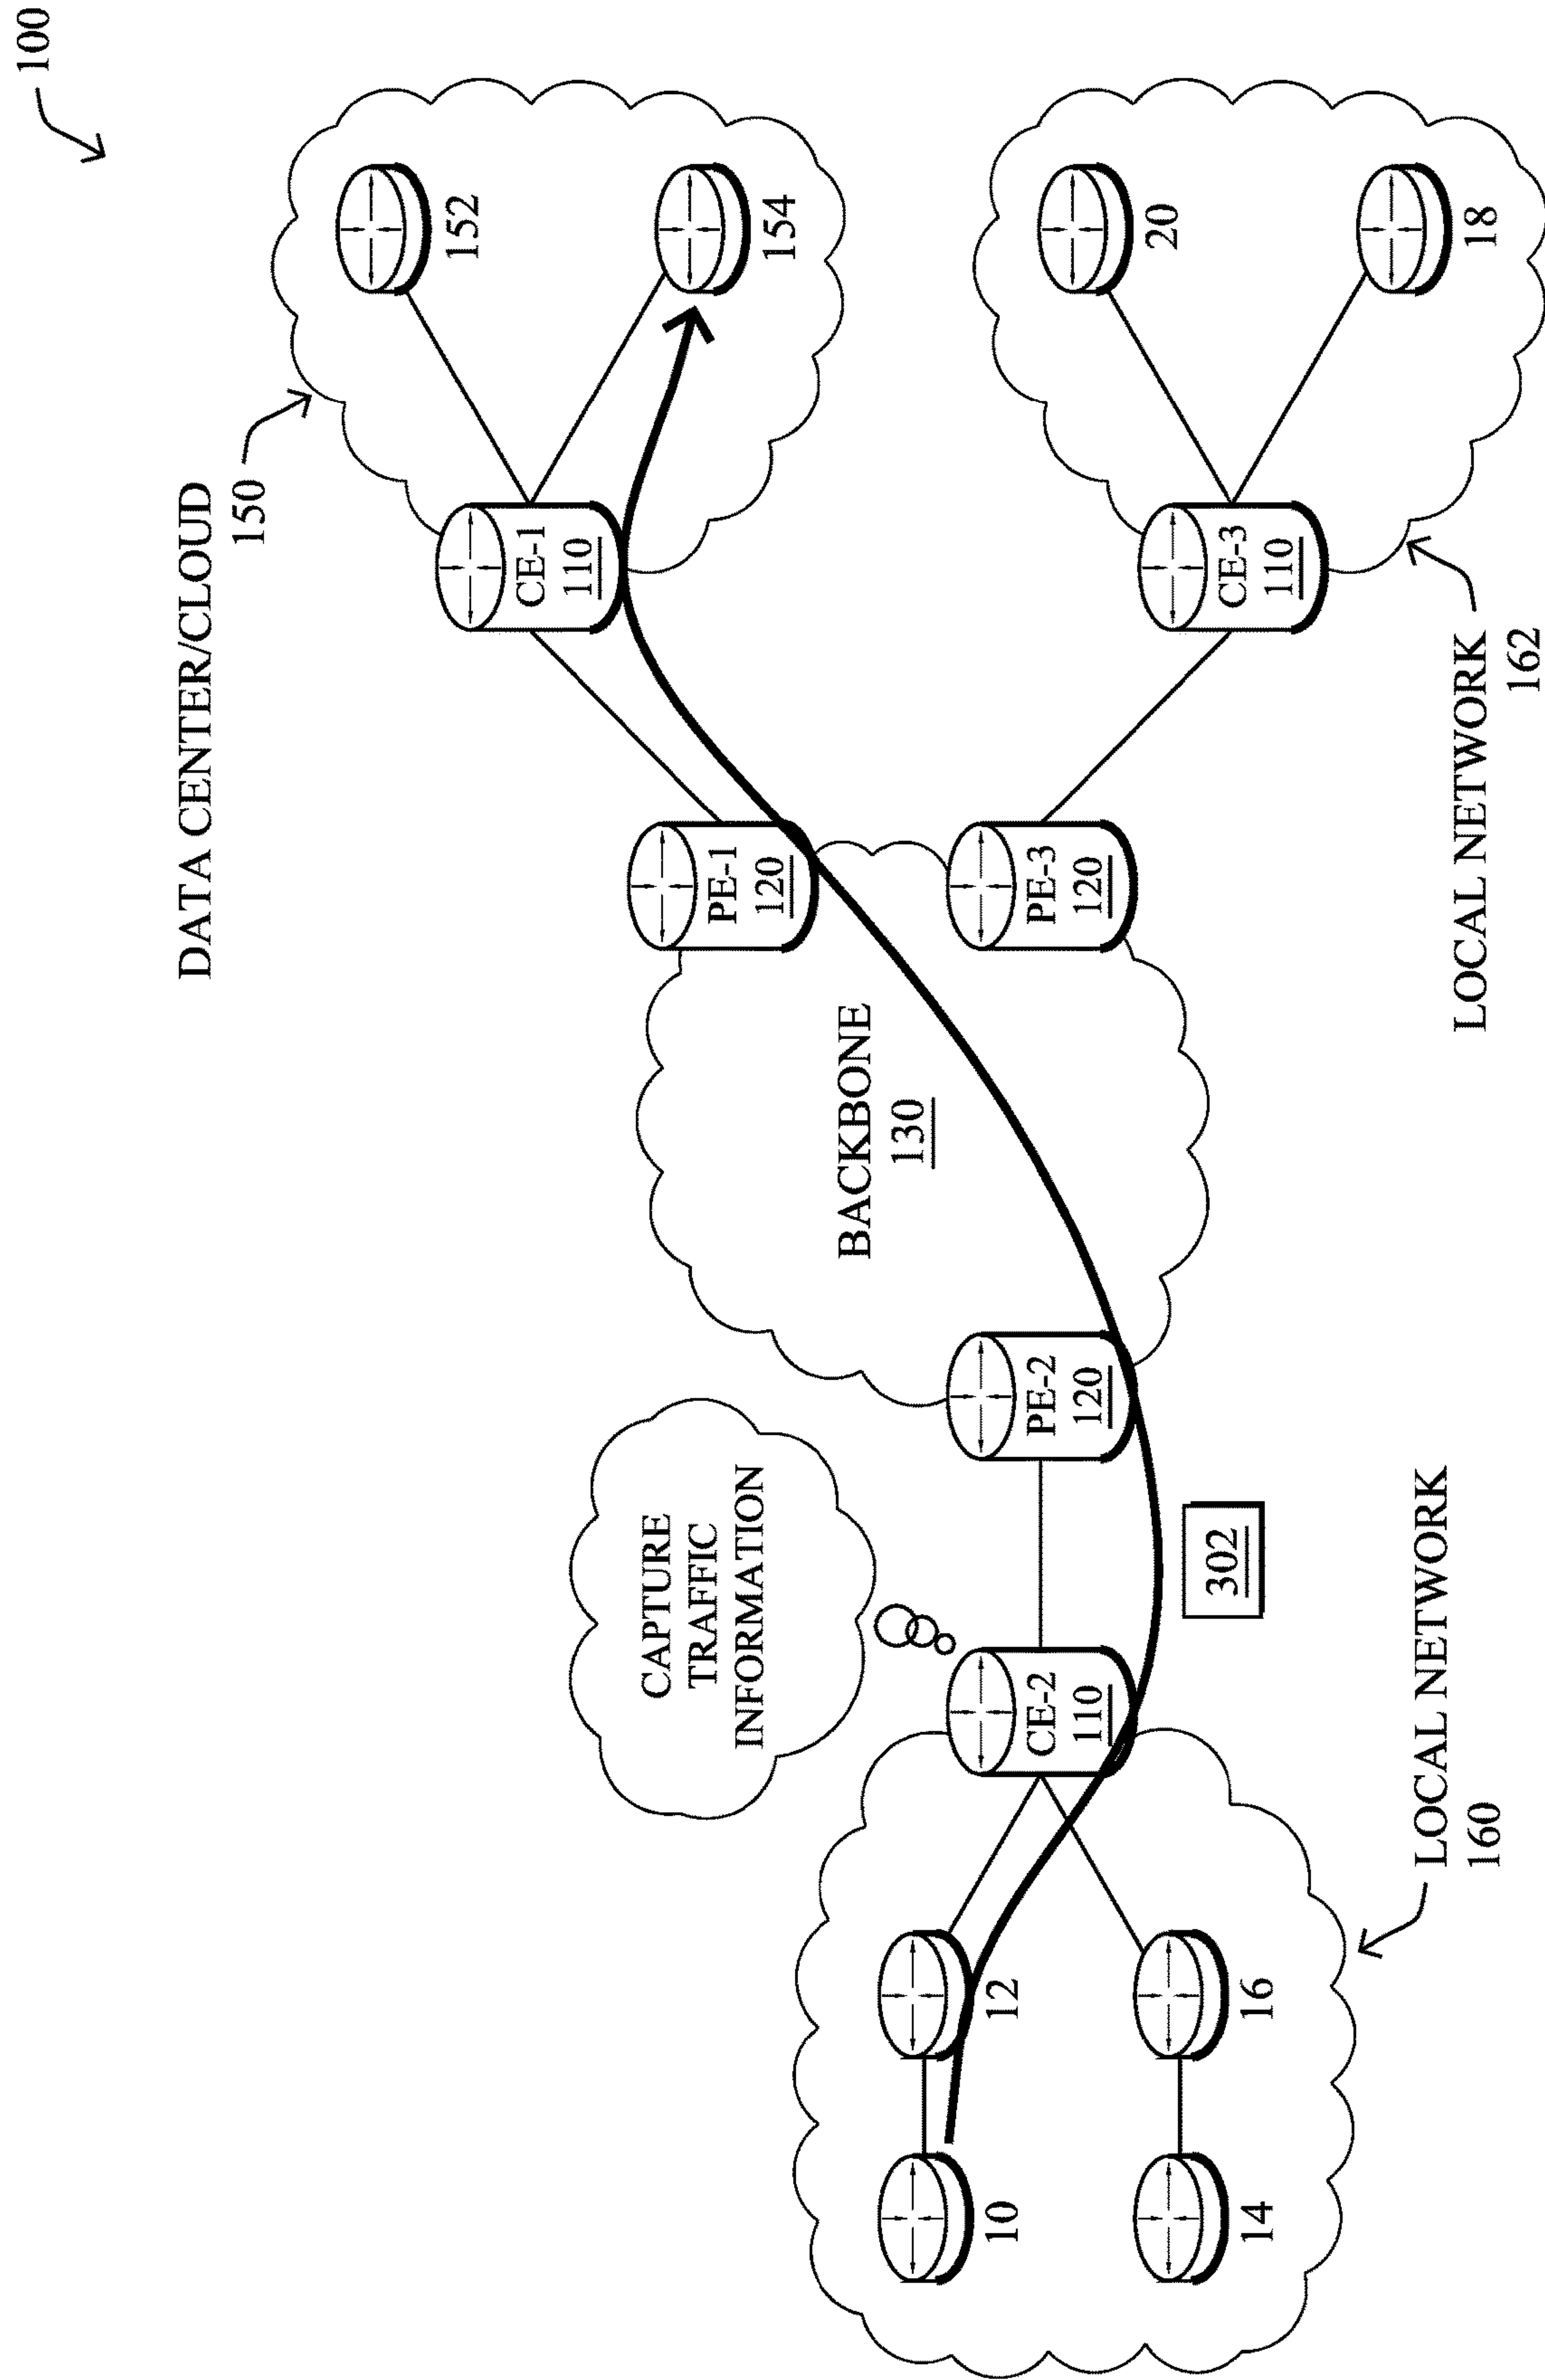 100
DATA CENTER/CLOUD
150
152
154
CE-1
110
PE-1
120
BACKBONE
130
PE-3
120
CE-3
110
20
18
LOCAL NETWORK
162
CAPTURE
TRAFFIC
INFORMATION
PE-2
120
302
CE-2
110
12
10
16
14
LOCAL NETWORK
160